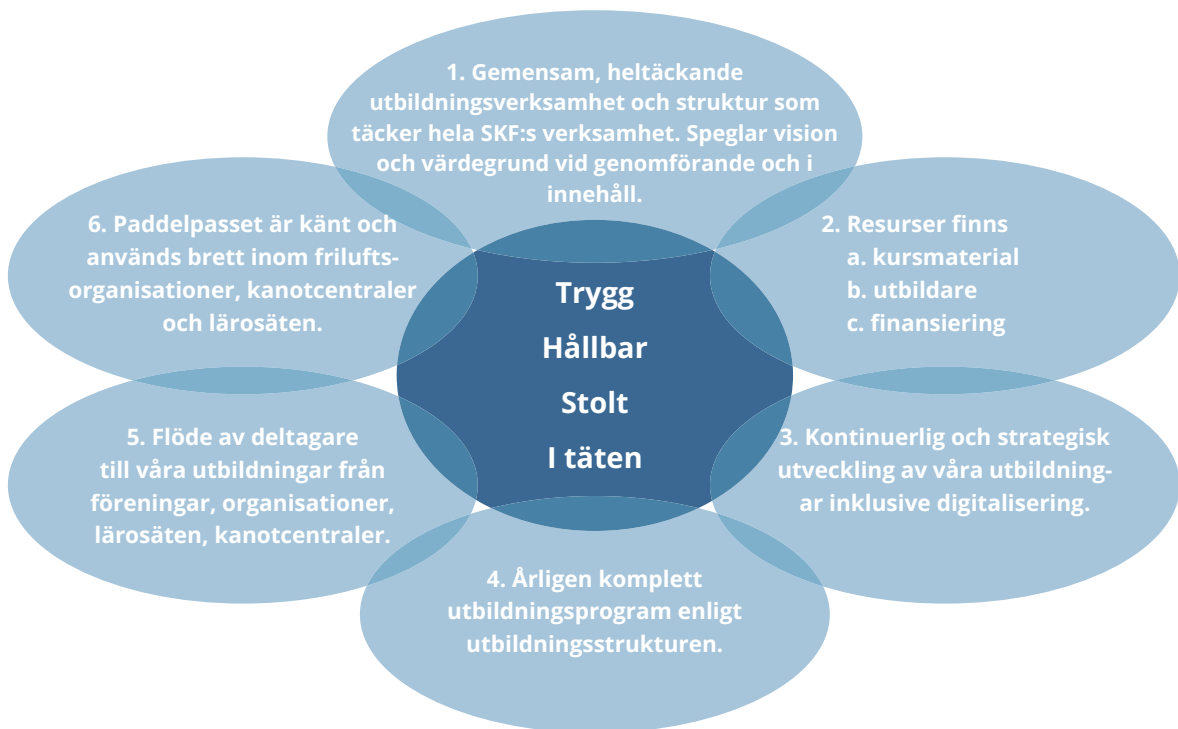 1. Gemensam, heltäckande
utbildningsverksamhet och struktur som
täcker hela SKF:s verksamhet. Speglar vision
och värdegrund vid genomförande och i
innehåll.
2. Resurser finns
a. kursmaterial
b. utbildare
c. finansiering
3. Kontinuerlig och strategisk
utveckling av våra utbildning-
ar inklusive digitalisering.
4. Årligen komplett
utbildningsprogram enligt
utbildningsstrukturen.
5. Flöde av deltagare
till våra utbildningar från
föreningar, organisationer,
lärosäten, kanotcentraler.
6. Paddelpasset är känt och
används brett inom frilufts-
organisationer, kanotcentraler
och lärosäten.
Trygg
Hållbar
Stolt
I täten